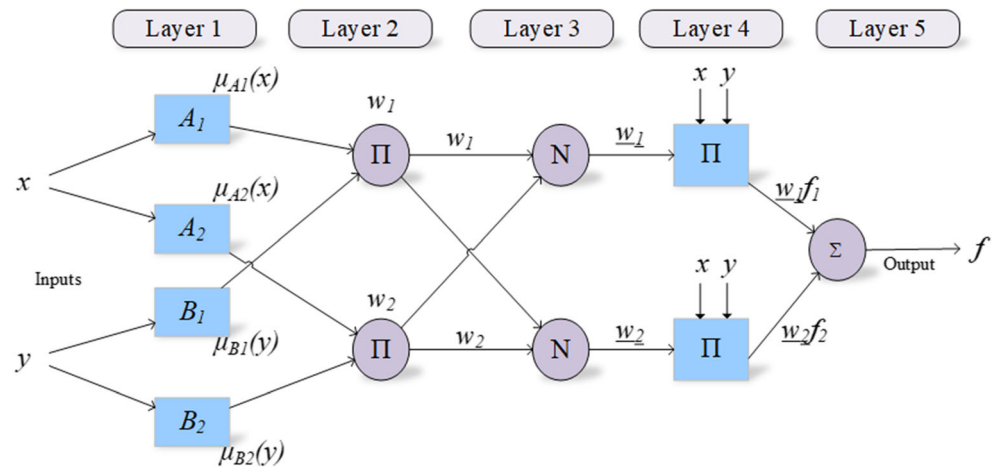 Layer 1 Layer 2 Layer 3 Layer 4 Layer 5
μA1(x)
x y
w1
A1
Π w1 N w1 Π
x
μA2(x)
w1f1
A2
Σ Output f
Inputs
x y
w2
B1
w2f2
μB1(y)
Π w2 N w2 Π
y
B2
μB2(y)